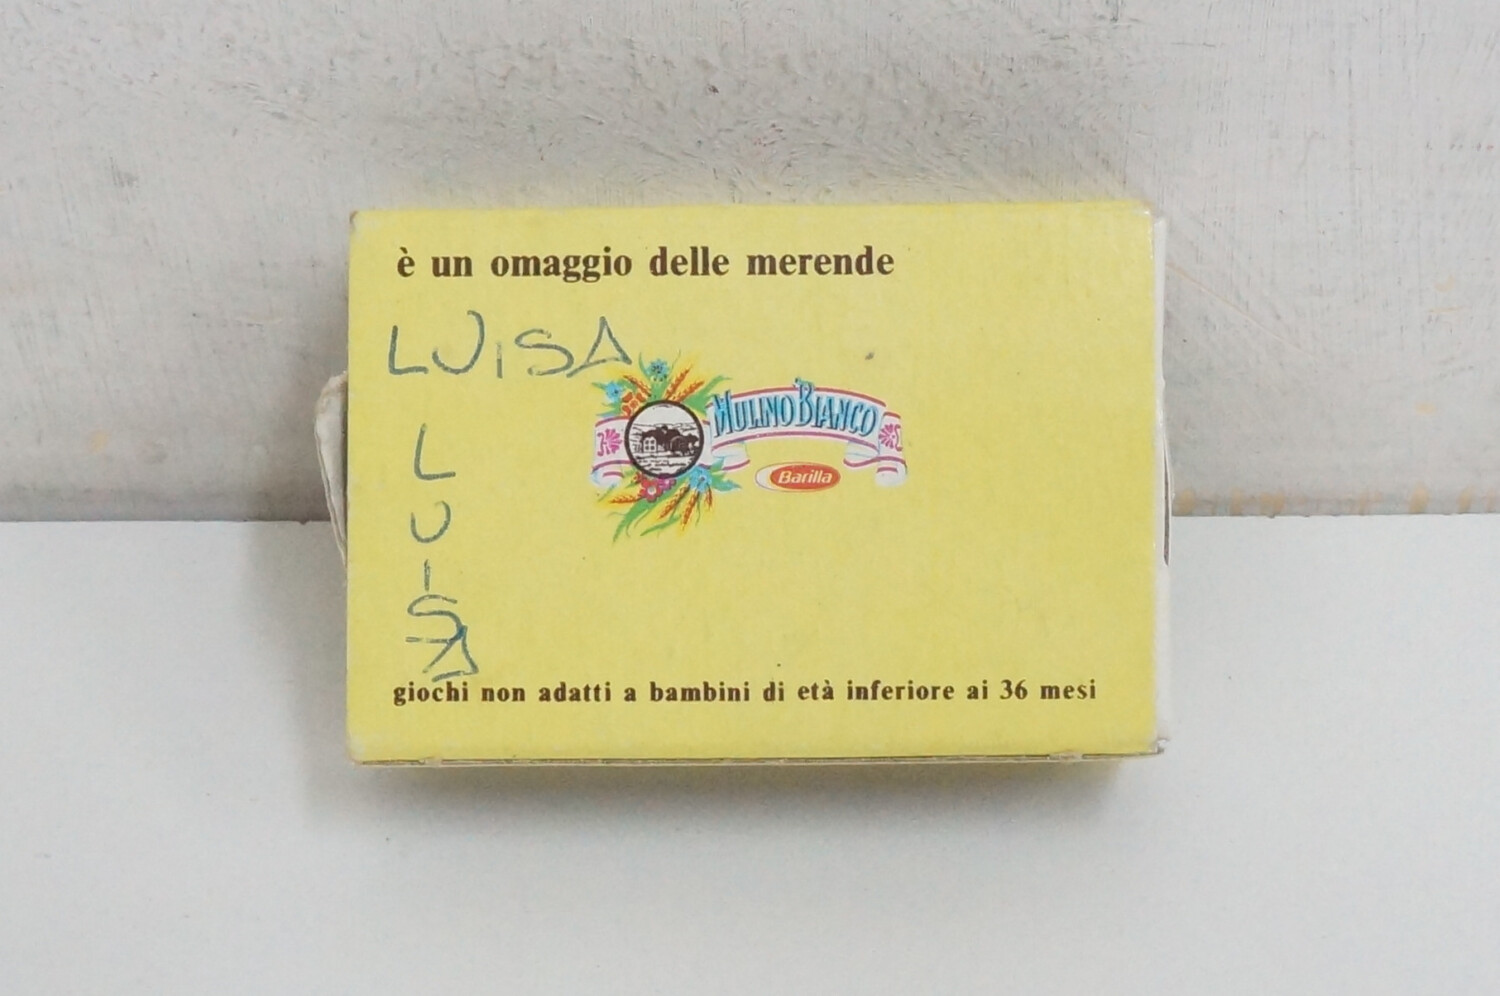 è un omaggio delle merende
LUiSA
MULINO BIANCO
Barilla
L
U
I
S
A
giochi non adatti a bambini di età inferiore ai 36 mesi